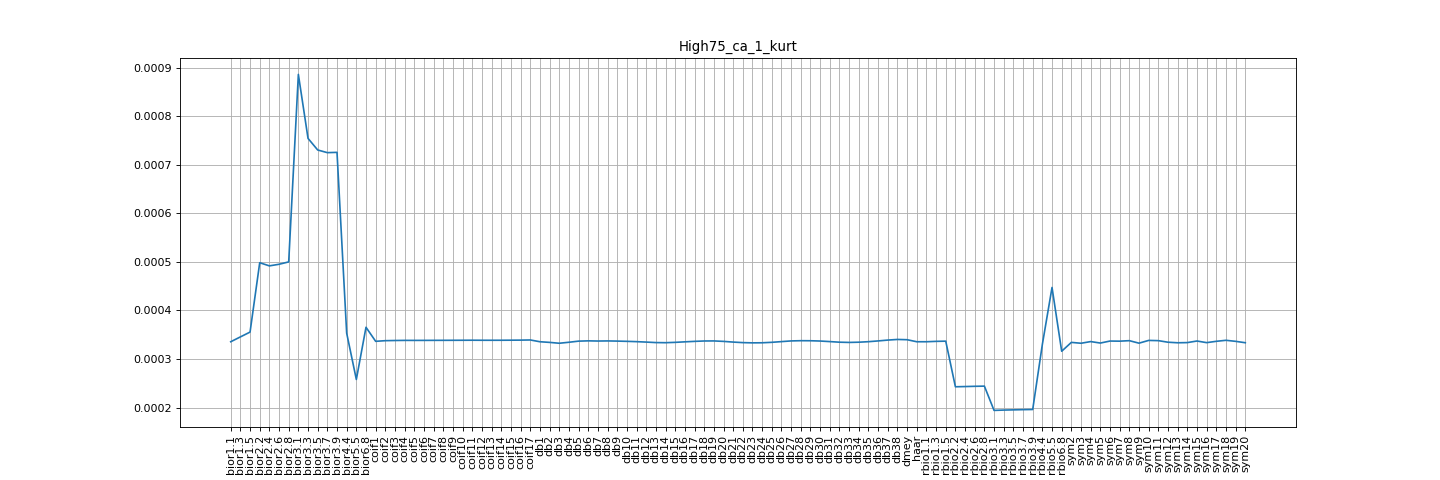 High75_ca_1_kurt
0.0009
0.0008
0.0007
0.0006
0.0005
0.0004
0.0003
0.0002
bior1.1
bior1.3
bior1.5
bior2.2
bior2.4
bior2.6
bior2.8
bior3.1
bior3.3
bior3.5
bior3.7
bior3.9
bior4.4
bior5.5
bior6.8
coif1
coif2
coif3
coif4
coif5
coif6
coif7
coif8
coif9
coif10
coif11
coif12
coif13
coif14
coif15
coif16
coif17
db1
db2
db3
db4
db5
db6
db7
db8
db9
db10
db11
db12
db13
db14
db15
db16
db17
db18
db19
db20
db21
db22
db23
db24
db25
db26
db27
db28
db29
db30
db31
db32
db33
db34
db35
db36
db37
db38
dmey
haar
rbio1.1
rbio1.3
rbio1.5
rbio2.2
rbio2.4
rbio2.6
rbio2.8
rbio3.1
rbio3.3
rbio3.5
rbio3.7
rbio3.9
rbio4.4
rbio5.5
rbio6.8
sym2
sym3
sym4
sym5
sym6
sym7
sym8
sym9
sym10
sym11
sym12
sym13
sym14
sym15
sym16
sym17
sym18
sym19
sym20